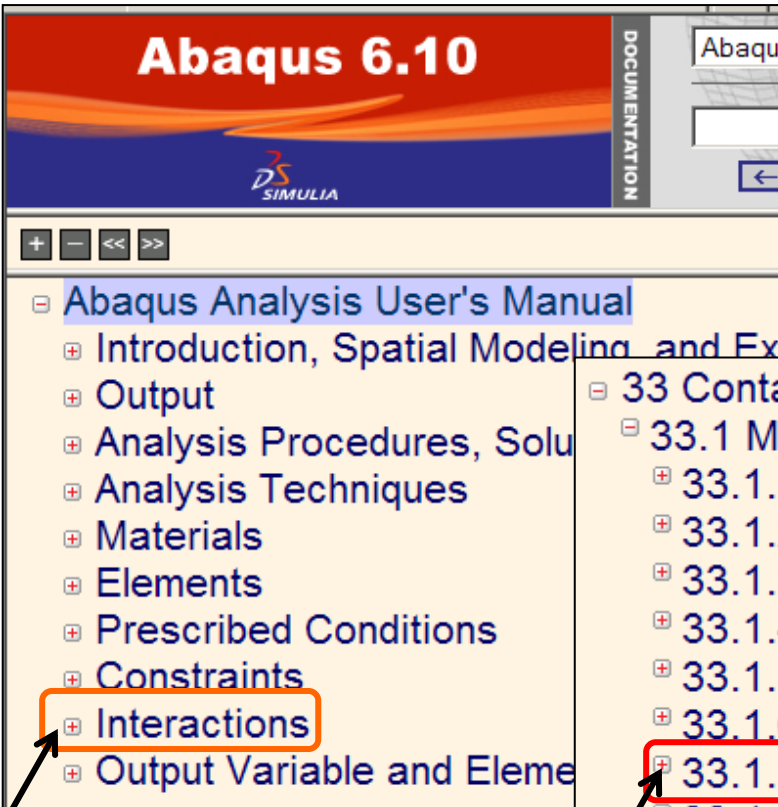 Abaqus 6.10
DOCUMENTATION
Abaqu
SIMULIA
Abaqus Analysis User's Manual
Introduction, Spatial Modeling, and Ex
Output
Analysis Procedures, Solu
Analysis Techniques
Materials
Elements
Prescribed Conditions
Constraints
Interactions
Output Variable and Eleme
33 Conta
33.1 M
33.1.
33.1.
33.1.
33.1.
33.1.
33.1.
33.1.